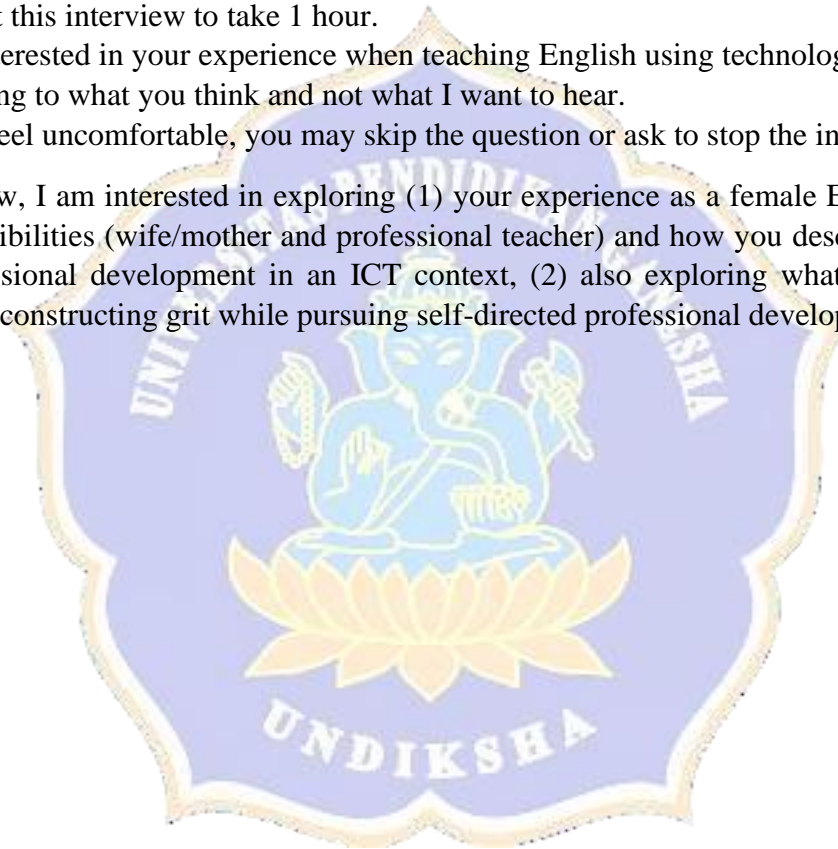 t this interview to take 1 hour.
erested in your experience when teaching English using technolog
ng to what you think and not what I want to hear.
eel uncomfortable, you may skip the question or ask to stop the in
w, I am interested in exploring (1) your experience as a female E
ibilities (wife/mother and professional teacher) and how you desc
sional development in an ICT context, (2) also exploring what
constructing grit while pursuing self-directed professional develop
UNIVERSITAS PENDIDIKAN GANESHA
UNDIKSHA